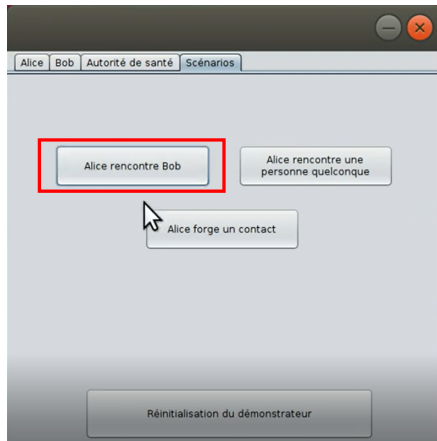 Alice Bob Autorité de santé Scénarios
Alice rencontre Bob
Alice rencontre une
personne quelconque
Alice forge un contact
Réinitialisation du démonstrateur